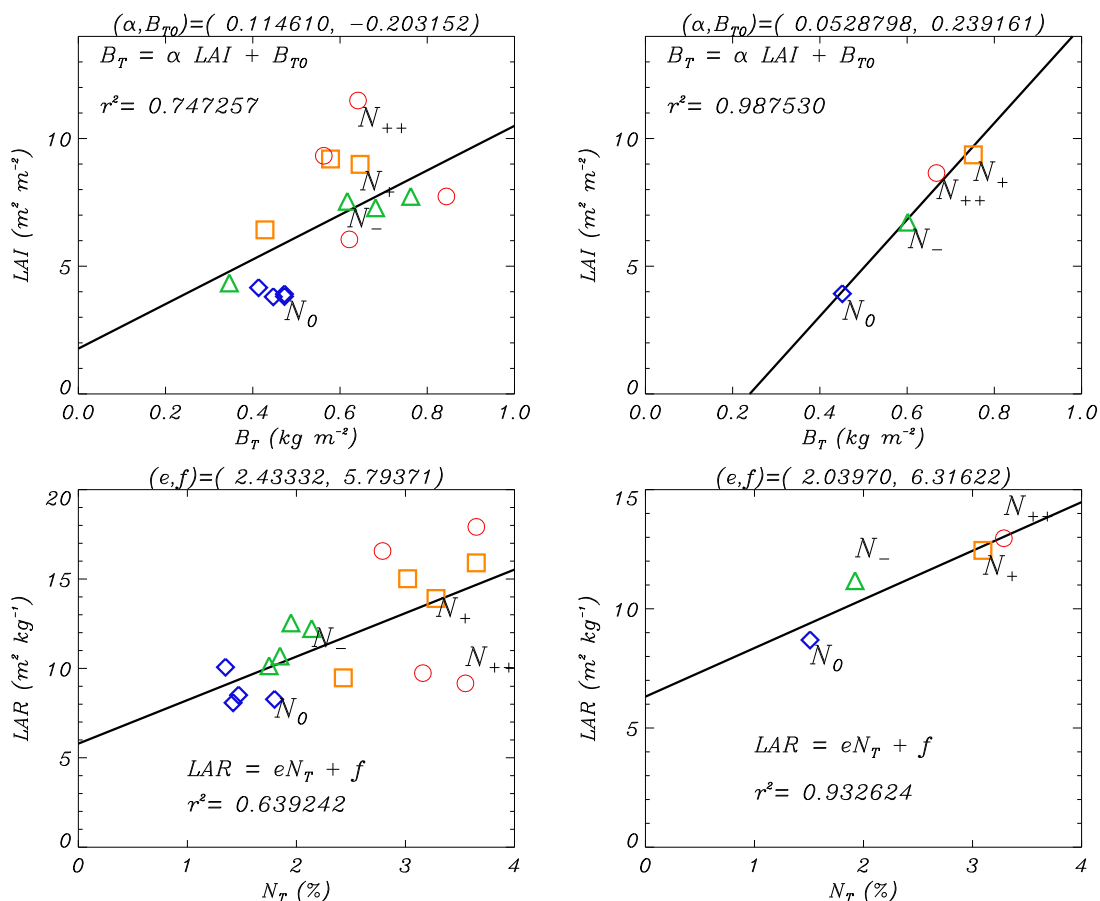 (α,B_T0)=( 0.114610, −0.203152)
B_T = α LAI + B_T0
r²= 0.747257
N_++
N_+
N_−
N_0
10
5
0
LAI (m² m⁻²)
0.0 0.2 0.4 0.6 0.8 1.0
B_T (kg m⁻²)
(α,B_T0)=( 0.0528798, 0.239161)
B_T = α LAI + B_T0
r²= 0.987530
N_+
N_++
N_−
N_0
10
5
0
LAI (m² m⁻²)
0.0 0.2 0.4 0.6 0.8 1.0
B_T (kg m⁻²)
(e,f)=( 2.43332, 5.79371)
20
15
10
5
0
LAR (m² kg⁻¹)
N_+
N_−
N_++
N_0
LAR = eN_T + f
r²= 0.639242
0 1 2 3 4
N_T (%)
(e,f)=( 2.03970, 6.31622)
15
10
5
0
LAR (m² kg⁻¹)
N_++
N_−
N_+
N_0
LAR = eN_T + f
r²= 0.932624
0 1 2 3 4
N_T (%)